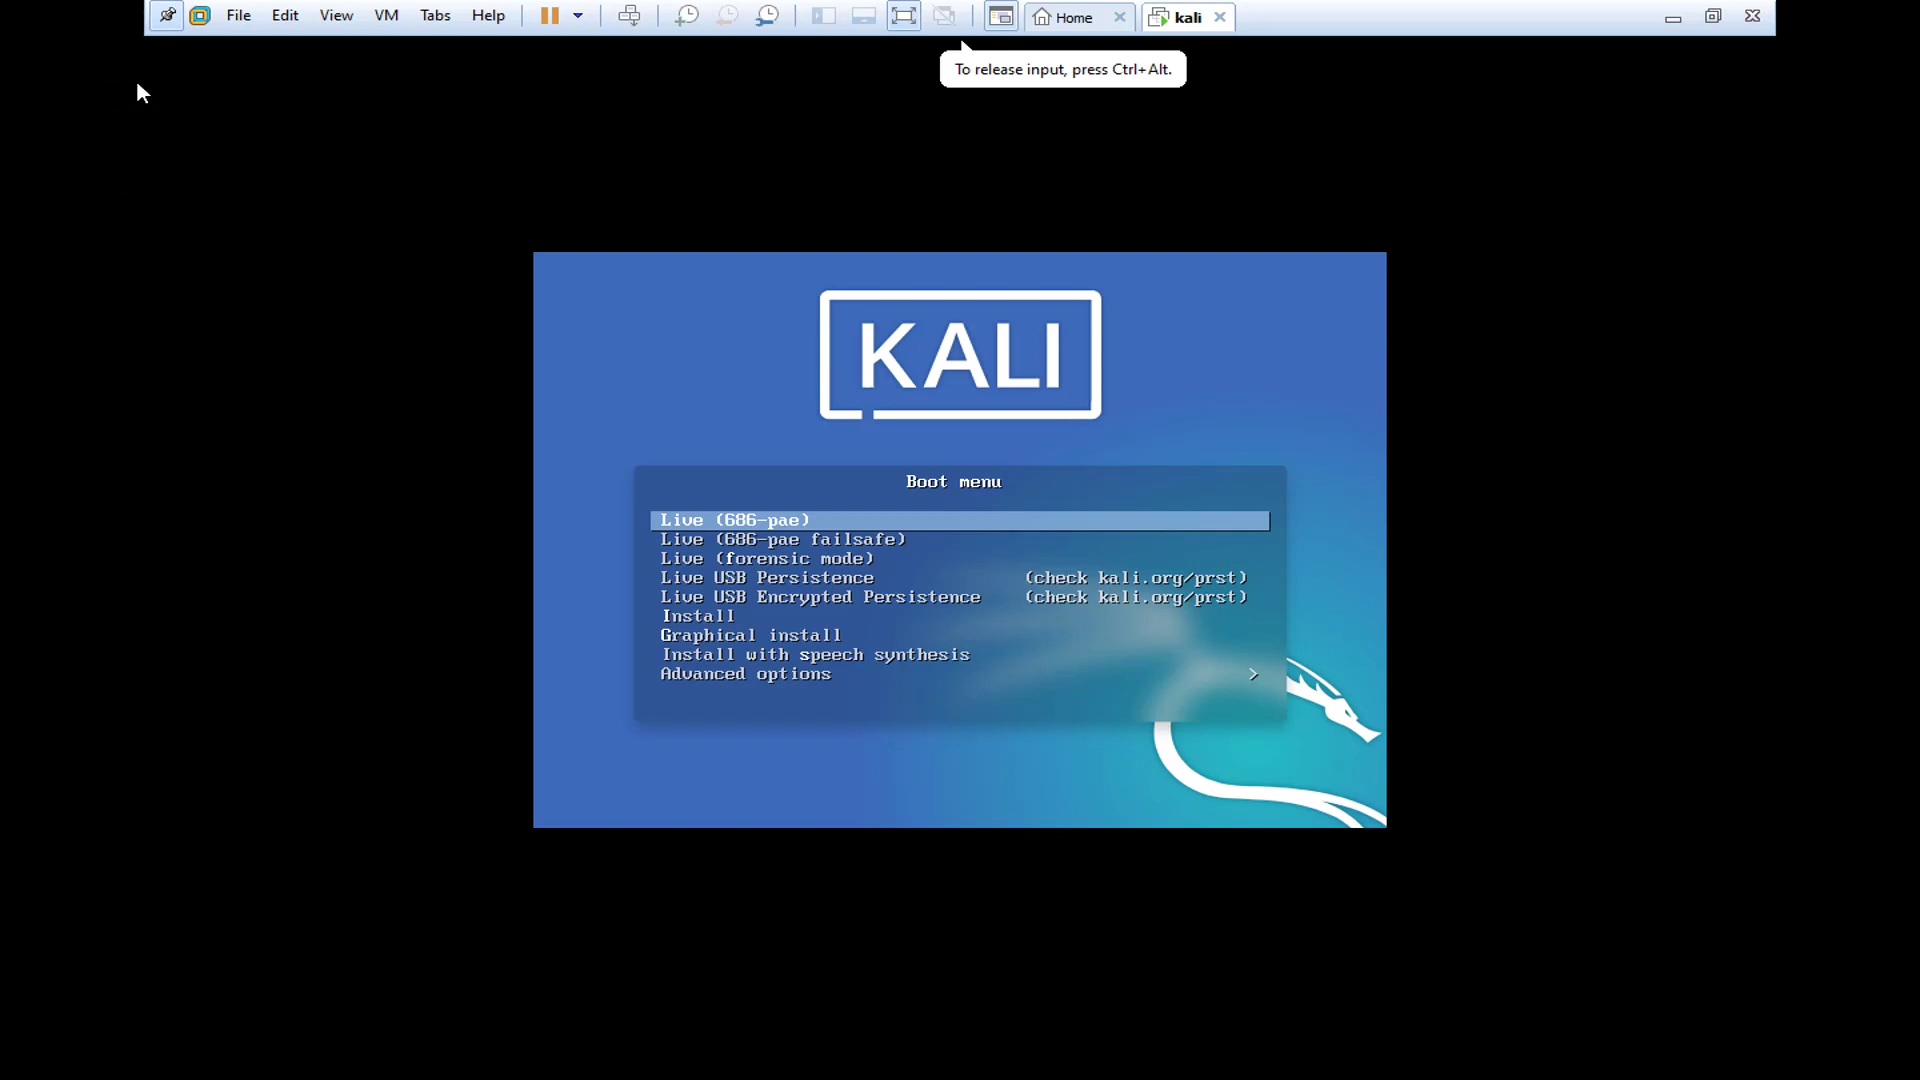 File Edit View VM Tabs Help Home kali
To release input, press Ctrl+Alt.
KALI
Boot menu
Live (686-pae)
Live (686-pae failsafe)
Live (forensic mode)
Live USB Persistence (check kali.org/prst)
Live USB Encrypted Persistence (check kali.org/prst)
Install
Graphical install
Install with speech synthesis
Advanced options >